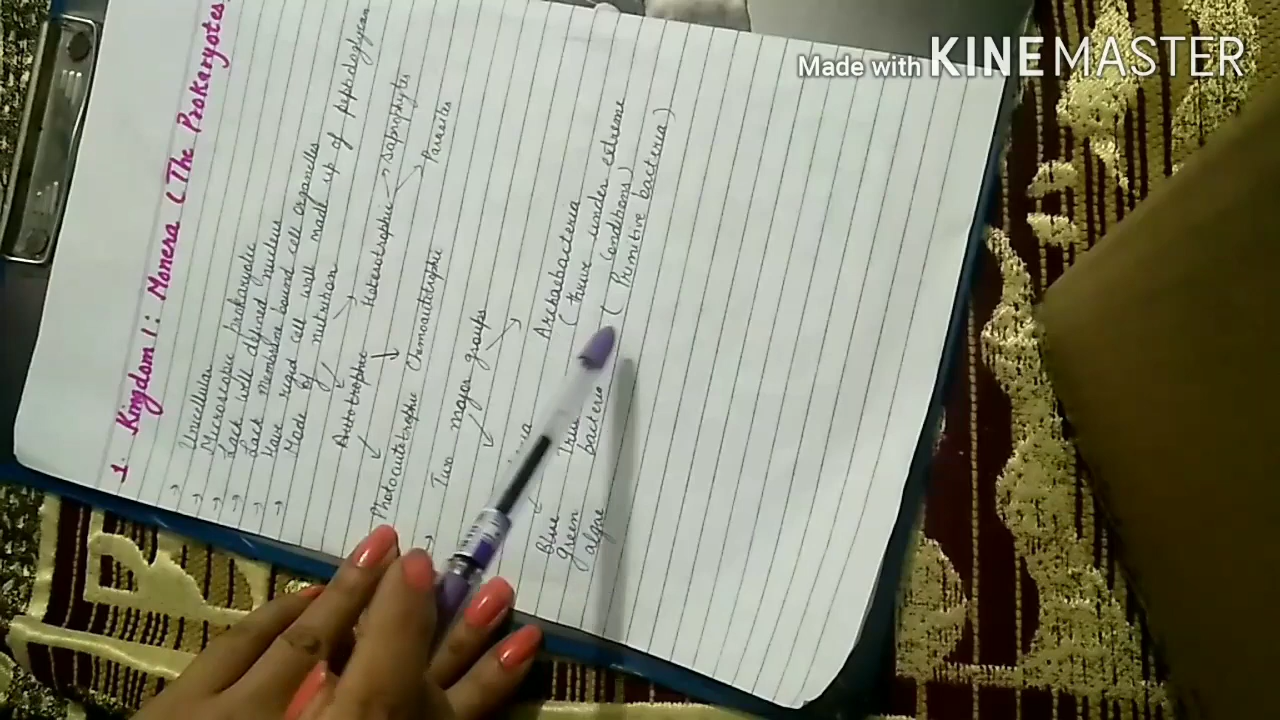 Made with KINEMASTER
1. Kingdom 1: Monera (The Prokaryotes)
→ Unicellular
→ Microscopic prokaryotic
→ Lack well defined nucleus
→ Lack membrane bound cell organelles
→ Have rigid cell wall made up of peptidoglycan
→ Mode of nutrition
Autotrophic Heterotrophic → saprophytes
→ Parasites
Photoautotrophic Chemoautotrophic
→ Two major groups
Archaebacteria
(thrive under extreme
conditions)
(Primitive bacteria)
Blue
green
algae
bacteria